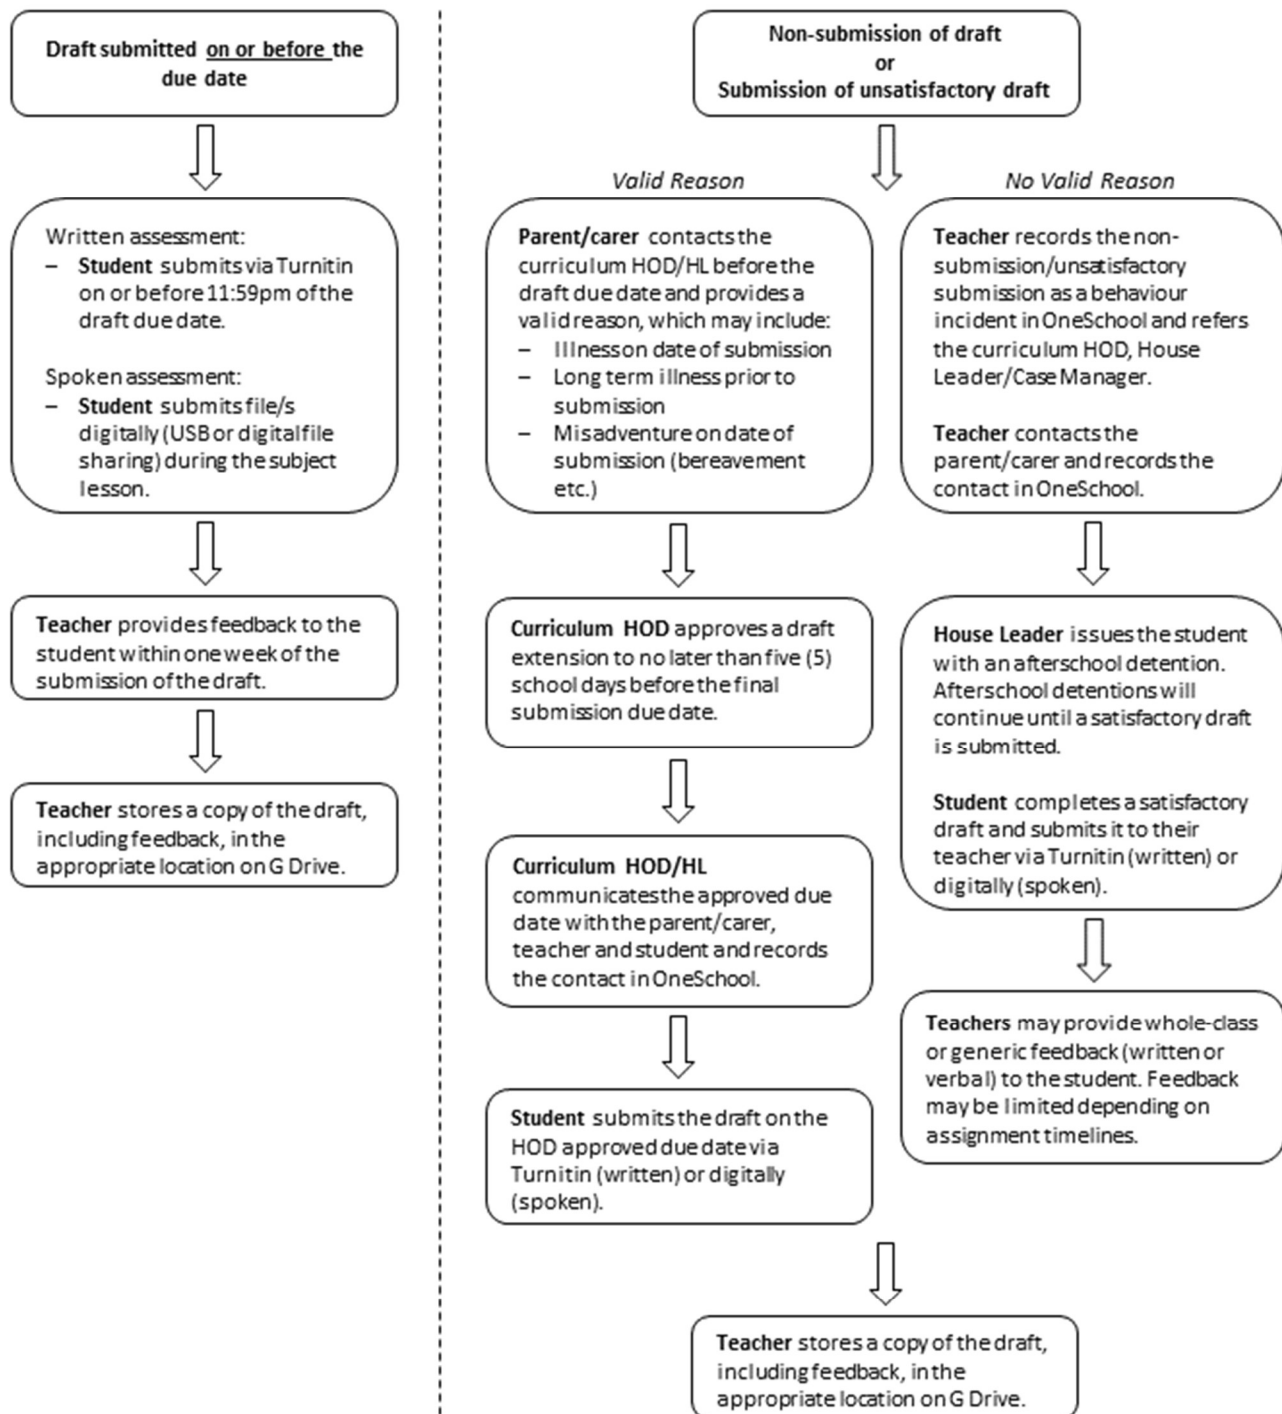 Draft submitted on or before the
due date
Written assessment:
– Student submits via Turnitin
on or before 11:59pm of the
draft due date.
Spoken assessment:
– Student submits file/s
digitally (USB or digital file
sharing) during the subject
lesson.
Teacher provides feedback to the
student within one week of the
submission of the draft.
Teacher stores a copy of the draft,
including feedback, in the
appropriate location on G Drive.
Non-submission of draft
or
Submission of unsatisfactory draft
Valid Reason
Parent/carer contacts the
curriculum HOD/HL before the
draft due date and provides a
valid reason, which may include:
– Illness on date of submission
– Long term illness prior to
submission
– Misadventure on date of
submission (bereavement
etc.)
Curriculum HOD approves a draft
extension to no later than five (5)
school days before the final
submission due date.
Curriculum HOD/HL
communicates the approved due
date with the parent/carer,
teacher and student and records
the contact in OneSchool.
Student submits the draft on the
HOD approved due date via
Turnitin (written) or digitally
(spoken).
No Valid Reason
Teacher records the non-
submission/unsatisfactory
submission as a behaviour
incident in OneSchool and refers
the curriculum HOD, House
Leader/Case Manager.
Teacher contacts the
parent/carer and records the
contact in OneSchool.
House Leader issues the student
with an afterschool detention.
Afterschool detentions will
continue until a satisfactory draft
is submitted.
Student completes a satisfactory
draft and submits it to their
teacher via Turnitin (written) or
digitally (spoken).
Teachers may provide whole-class
or generic feedback (written or
verbal) to the student. Feedback
may be limited depending on
assignment timelines.
Teacher stores a copy of the draft,
including feedback, in the
appropriate location on G Drive.